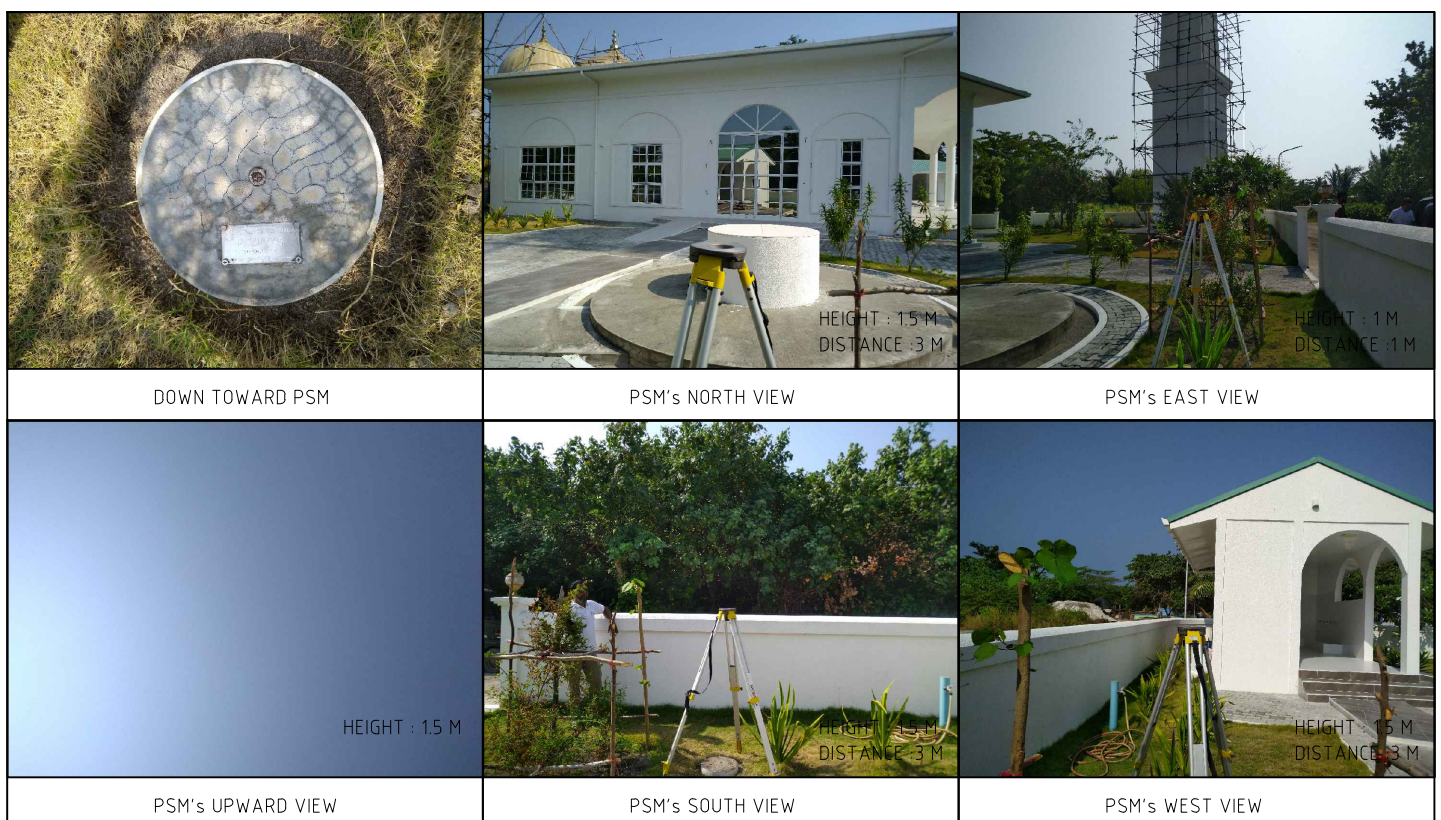 HEIGHT : 1.5 M
DISTANCE :3 M
HEIGHT : 1 M
DISTANCE :1 M
DOWN TOWARD PSM
PSM's NORTH VIEW
PSM's EAST VIEW
HEIGHT : 1.5 M
HEIGHT : 1.5 M
DISTANCE :3 M
HEIGHT : 1.5 M
DISTANCE :3 M
PSM's UPWARD VIEW
PSM's SOUTH VIEW
PSM's WEST VIEW